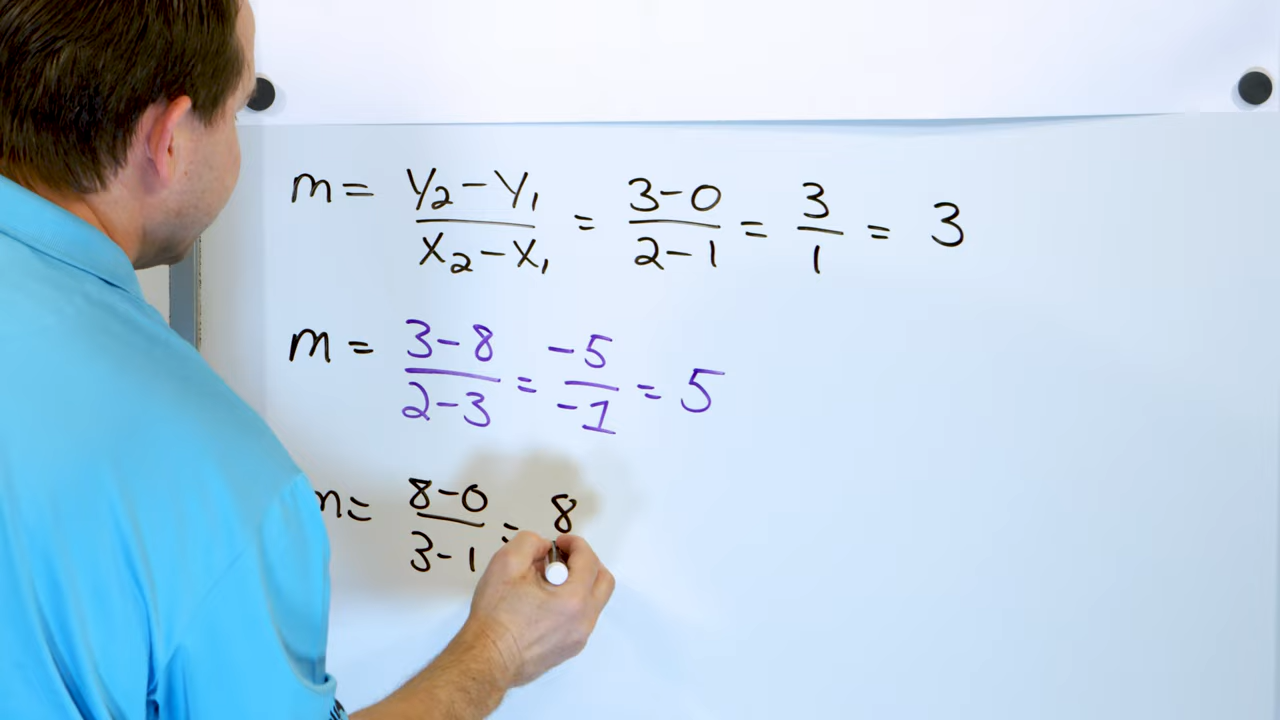 m = (y₂ - y₁)/(x₂ - x₁) = (3-0)/(2-1) = 3/1 = 3
m = (3-8)/(2-3) = -5/-1 = 5
m = (8-0)/(3-1) = 8